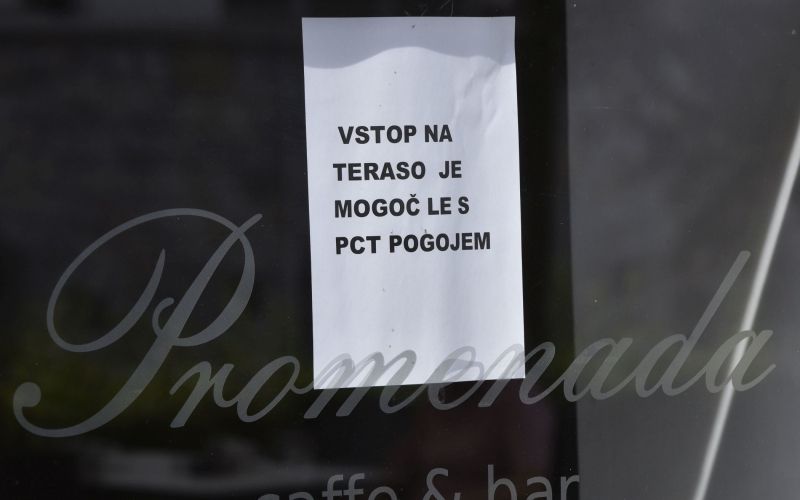 VSTOP NA
TERASO JE
MOGOČ LE S
PCT POGOJEM
Promenada
caffe & bar